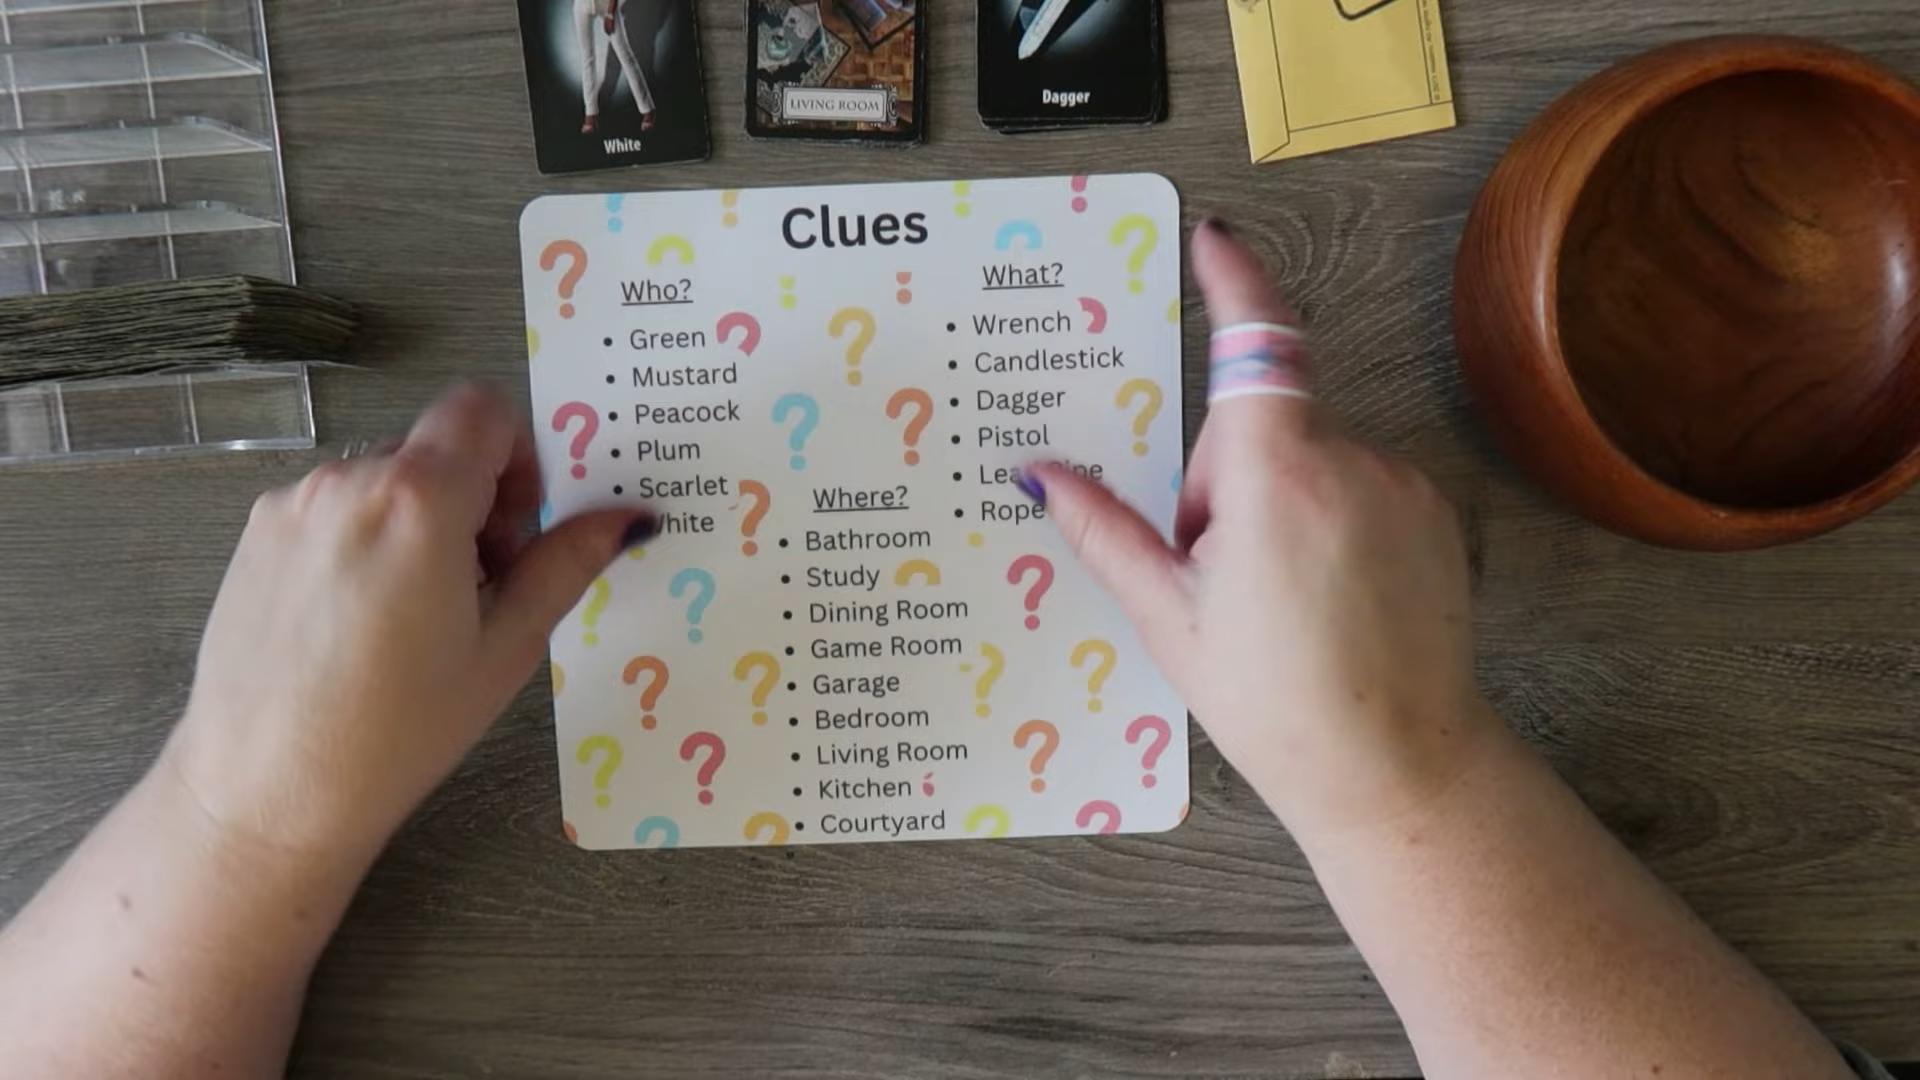 White
LIVING ROOM
Dagger
Clues
Who?
Green
Mustard
Peacock
Plum
Scarlet
White
What?
Wrench
Candlestick
Dagger
Pistol
Rope
Where?
Bathroom
Study
Dining Room
Game Room
Garage
Bedroom
Living Room
Kitchen
Courtyard